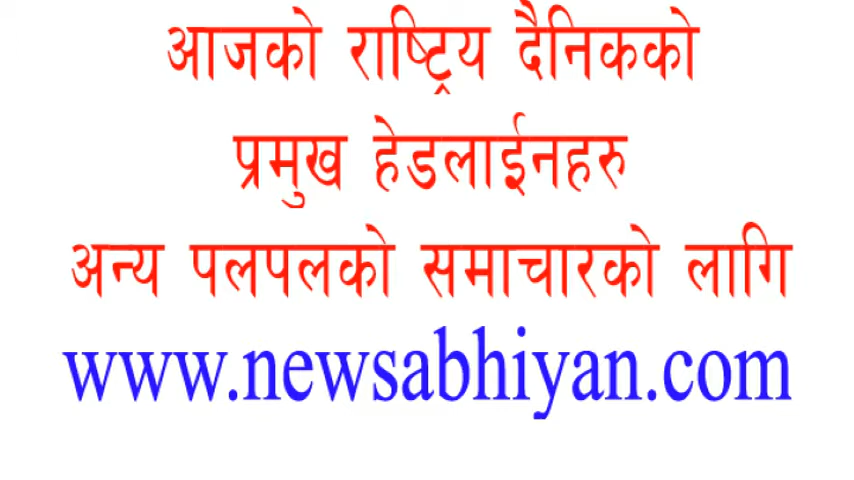 आजको राष्ट्रिय दैनिकको
प्रमुख हेडलाईनहरु
अन्य पलपलको समाचारको लागि
www.newsabhiyan.com